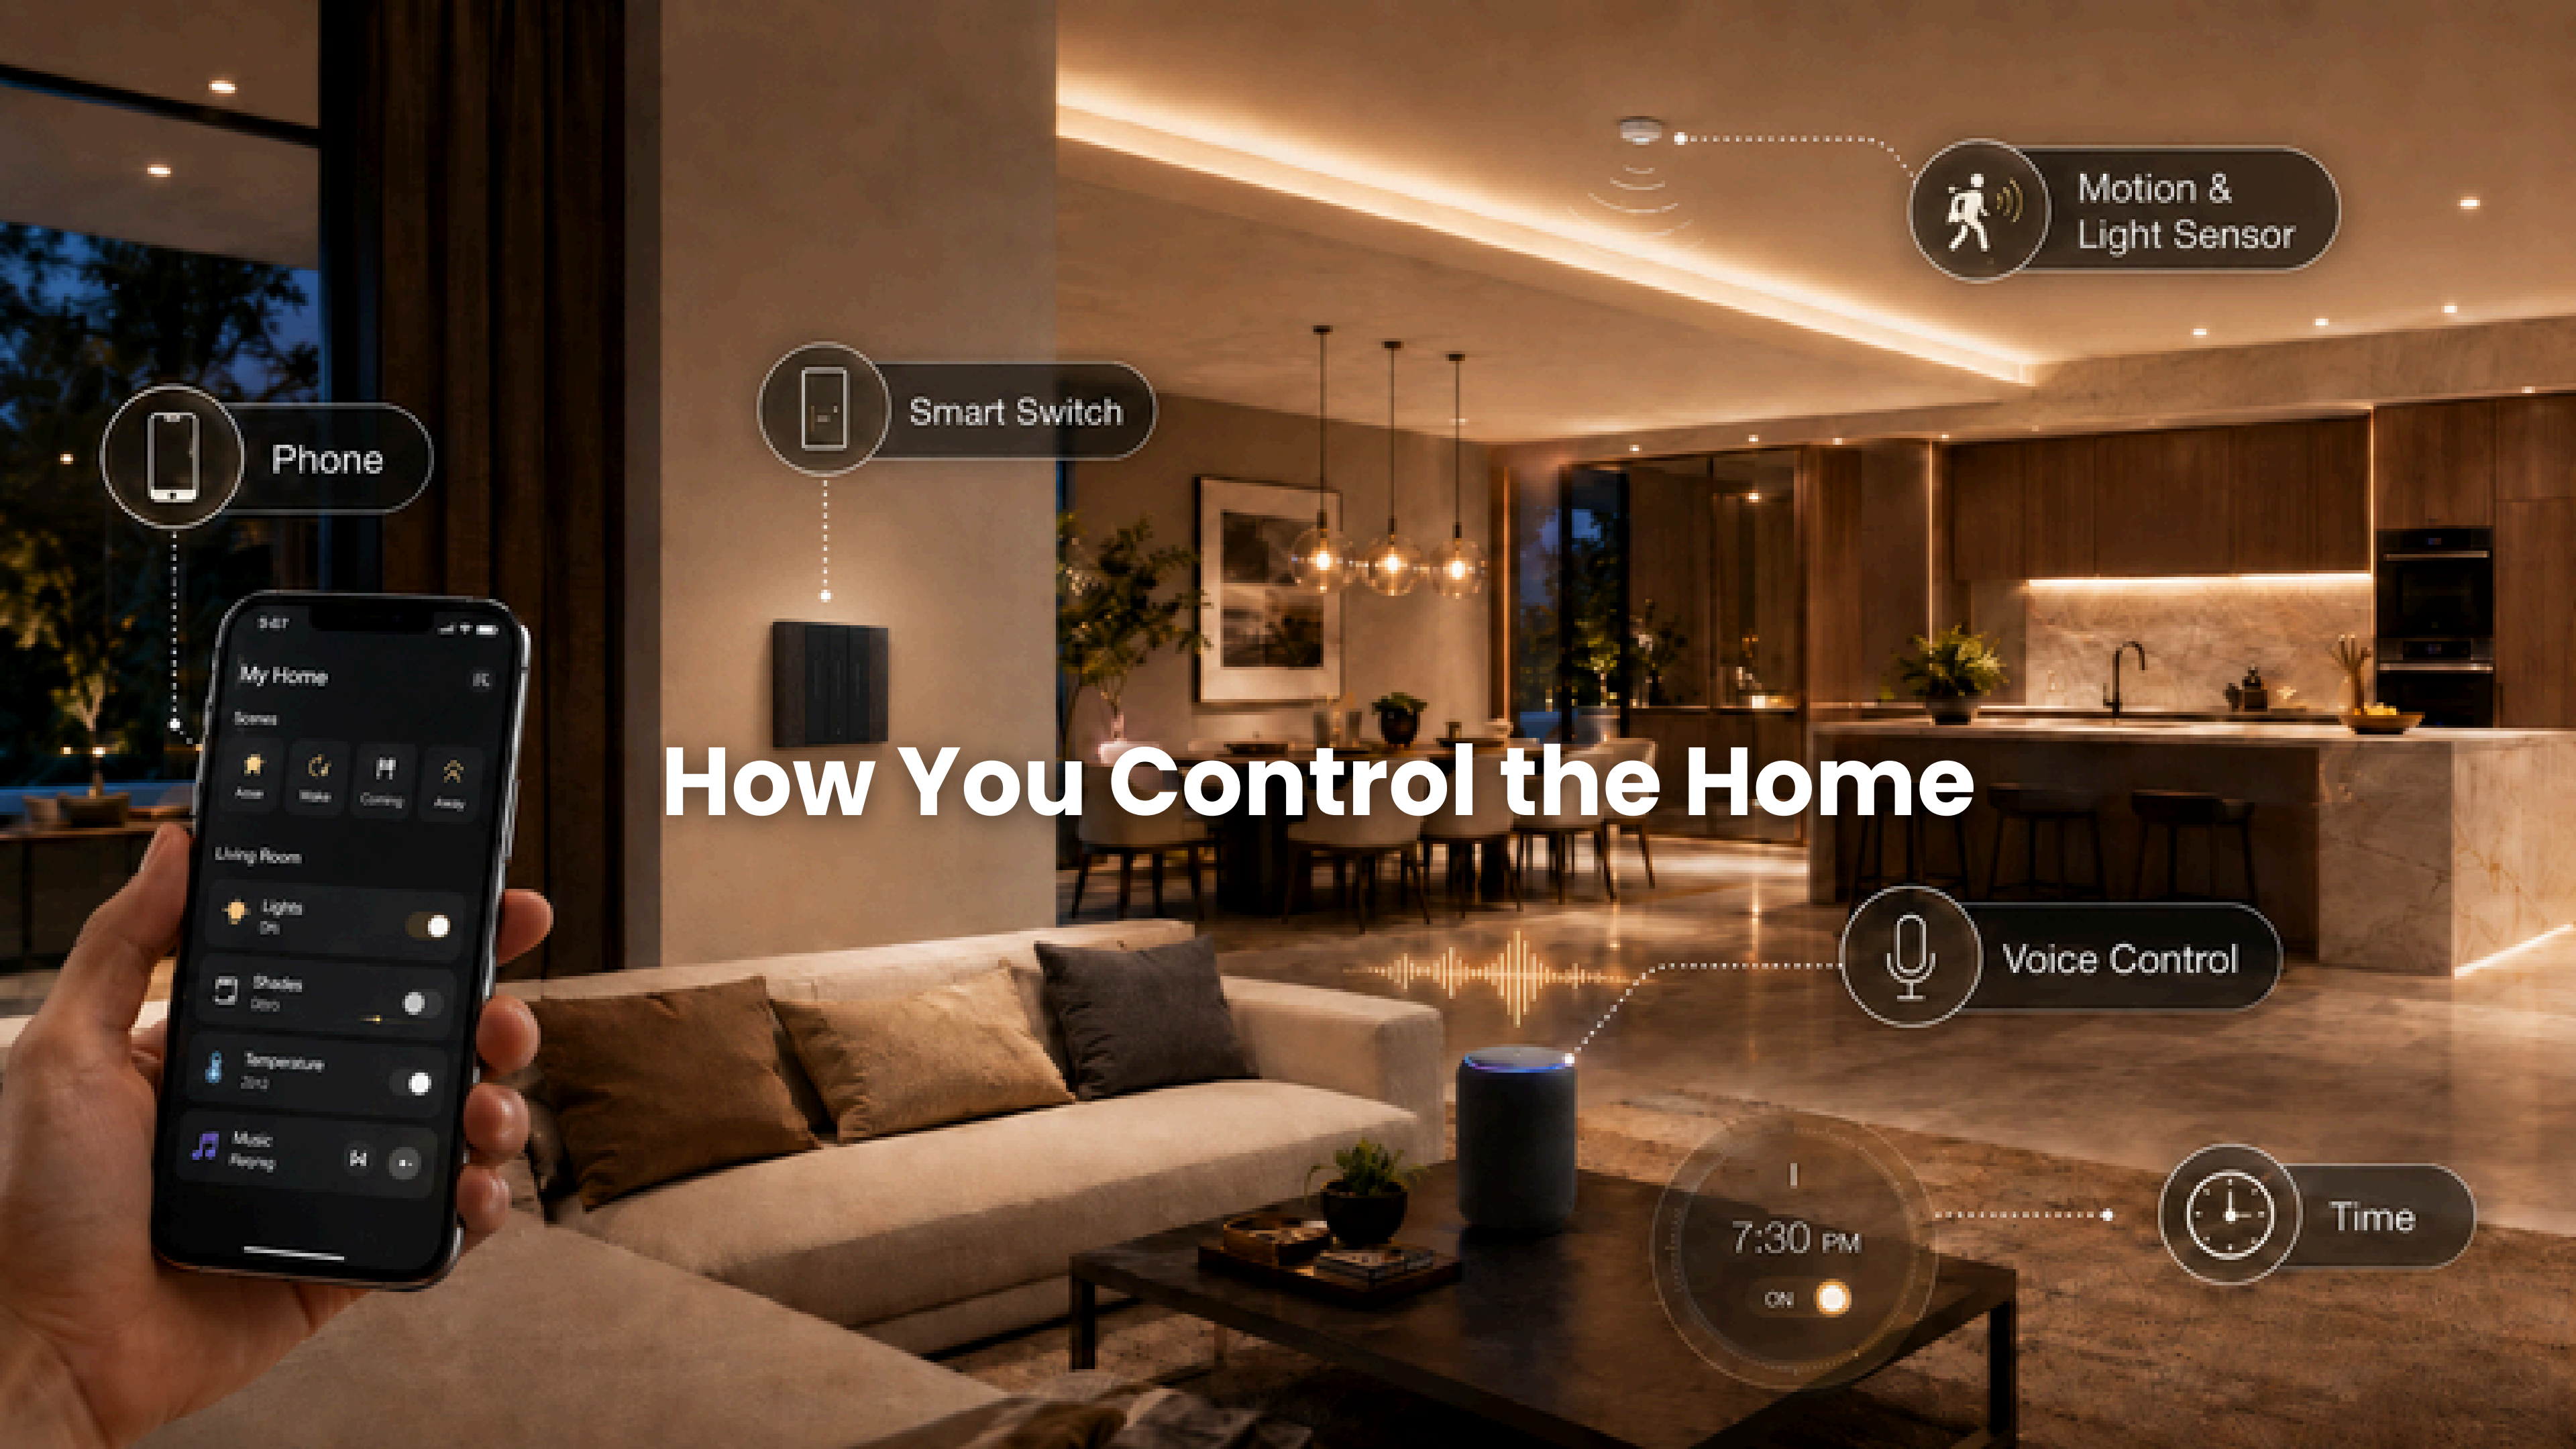 Motion &
Light Sensor
Smart Switch
Phone
My Home
Scenes
Away
How You Control the Home
Living Room
Lights
Shades
Temperature
Music
Voice Control
7:30 PM
ON
Time